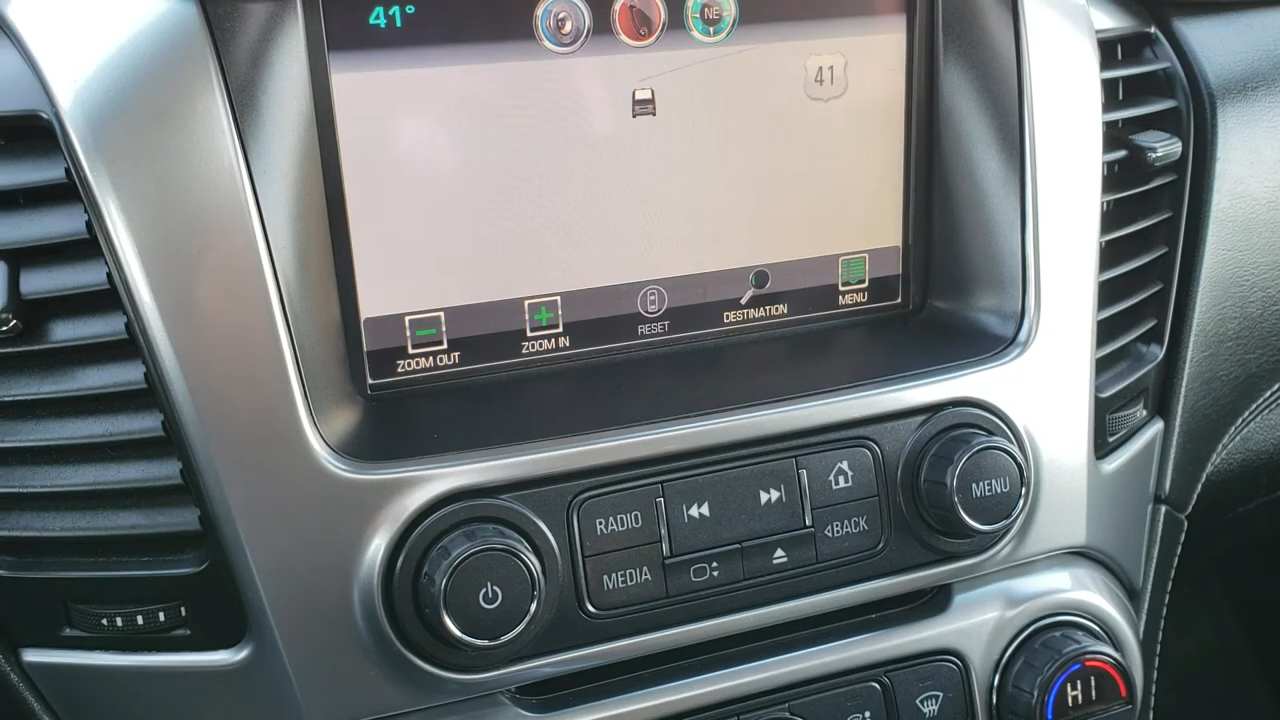 41°
NE
41
ZOOM OUT
ZOOM IN
RESET
DESTINATION
MENU
RADIO
MEDIA
BACK
MENU
HI